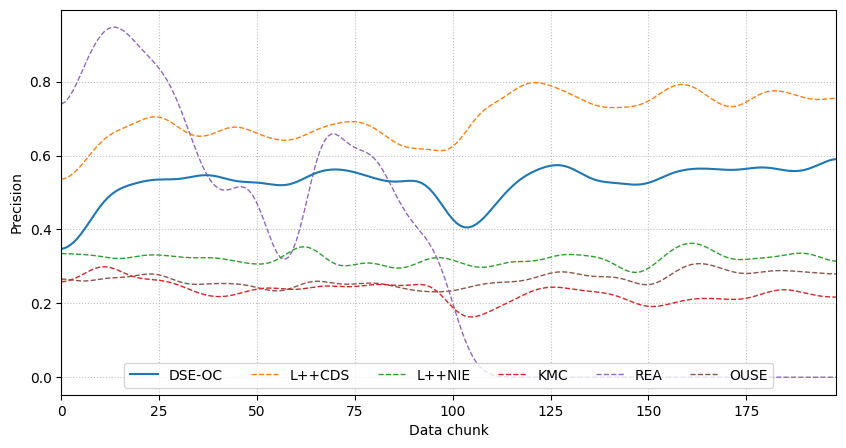 Precision
0.8
0.6
0.4
0.2
0.0
DSE-OC L++CDS L++NIE KMC REA OUSE
0 25 50 75 100 125 150 175
Data chunk